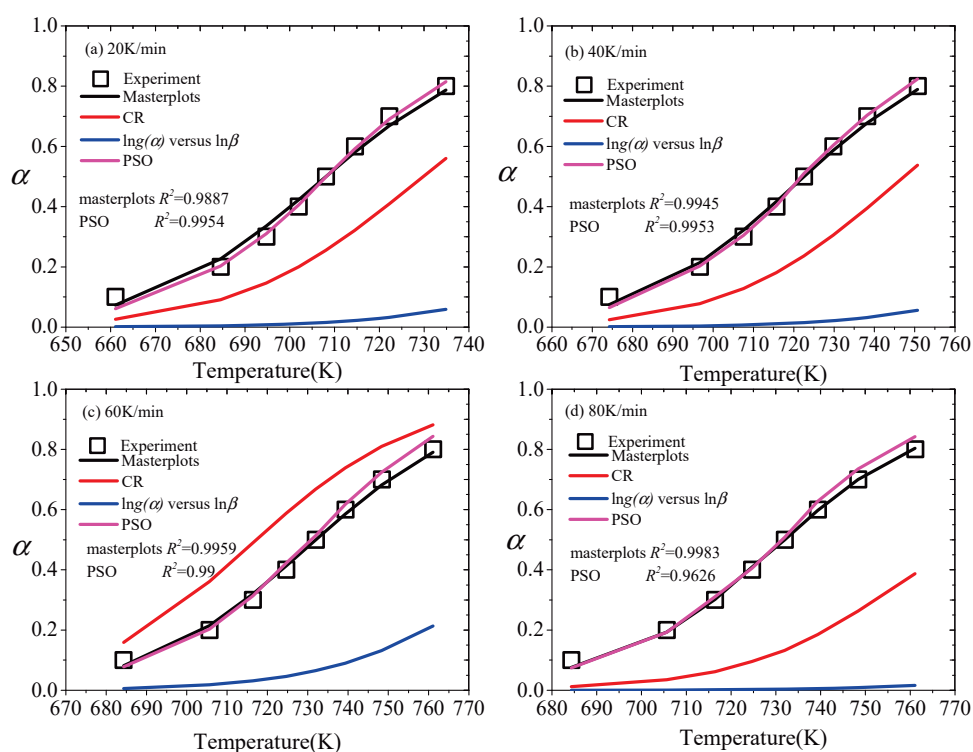 (a) 20K/min
Experiment
Masterplots
CR
lng(α) versus lnβ
PSO
masterplots R²=0.9887
PSO R²=0.9954
α
1.0
0.8
0.6
0.4
0.2
0.0
650 660 670 680 690 700 710 720 730 740
Temperature(K)
(b) 40K/min
Experiment
Masterplots
CR
lng(α) versus lnβ
PSO
masterplots R²=0.9945
PSO R²=0.9953
α
1.0
0.8
0.6
0.4
0.2
0.0
660 670 680 690 700 710 720 730 740 750 760
Temperature(K)
(c) 60K/min
Experiment
Masterplots
CR
lng(α) versus lnβ
PSO
masterplots R²=0.9959
PSO R²=0.99
α
1.0
0.8
0.6
0.4
0.2
0.0
670 680 690 700 710 720 730 740 750 760 770
Temperature(K)
(d) 80K/min
Experiment
Masterplots
CR
lng(α) versus lnβ
PSO
masterplots R²=0.9983
PSO R²=0.9626
α
1.0
0.8
0.6
0.4
0.2
0.0
680 690 700 710 720 730 740 750 760 770
Temperature(K)